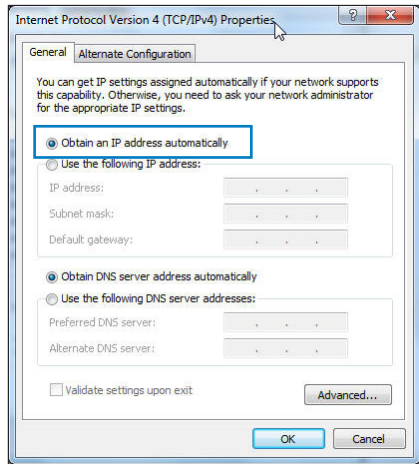 Internet Protocol Version 4 (TCP/IPv4) Properties
General
Alternate Configuration
You can get IP settings assigned automatically if your network supports
this capability. Otherwise, you need to ask your network administrator
for the appropriate IP settings.
Obtain an IP address automatically
Use the following IP address:
IP address:
Subnet mask:
Default gateway:
Obtain DNS server address automatically
Use the following DNS server addresses:
Preferred DNS server:
Alternate DNS server:
Validate settings upon exit
Advanced...
OK
Cancel